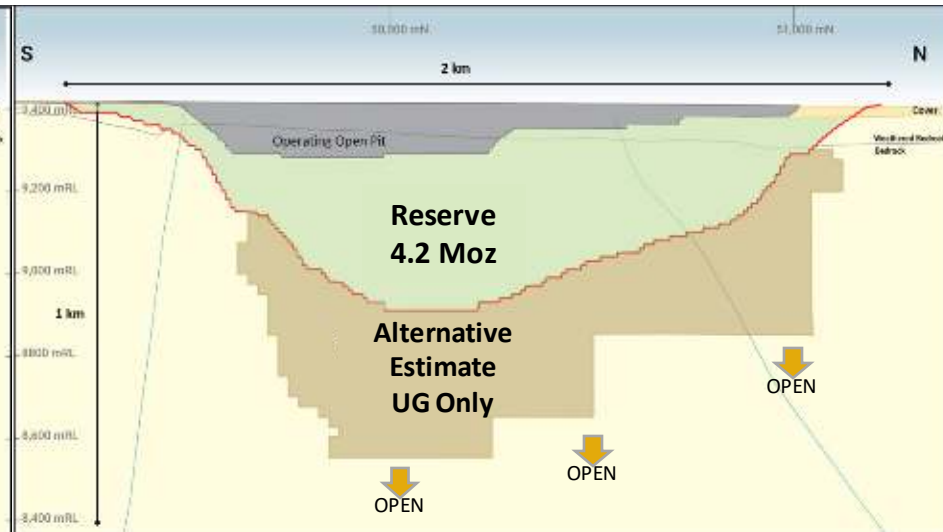 50,000 mN
51,000 mN
S
N
2 km
9,400 mRL
Cover
Operating Open Pit
Weathered Bedrock
Bedrock
9,200 mRL
Reserve
4.2 Moz
9,000 mRL
1 km
Alternative
Estimate
UG Only
8800 mRL
OPEN
8,600 mRL
OPEN
OPEN
8,400 mRL